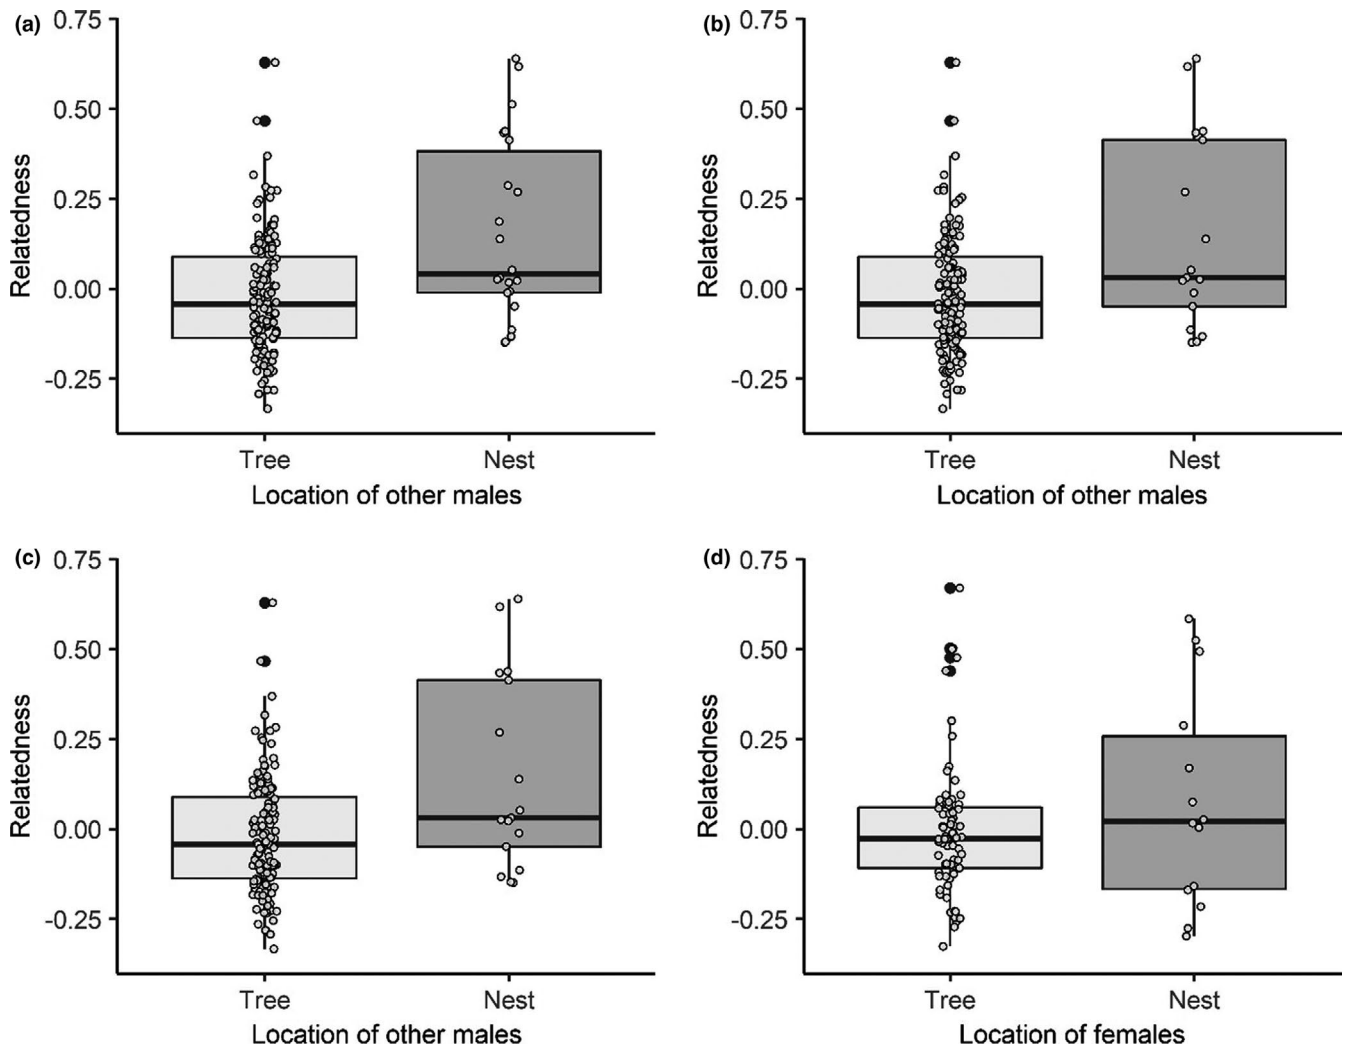 (a)
0.75
0.50
0.25
0.00
-0.25
Relatedness
Tree Nest
Location of other males
(b)
0.75
0.50
0.25
0.00
-0.25
Relatedness
Tree Nest
Location of other males
(c)
0.75
0.50
0.25
0.00
-0.25
Relatedness
Tree Nest
Location of other males
(d)
0.75
0.50
0.25
0.00
-0.25
Relatedness
Tree Nest
Location of females